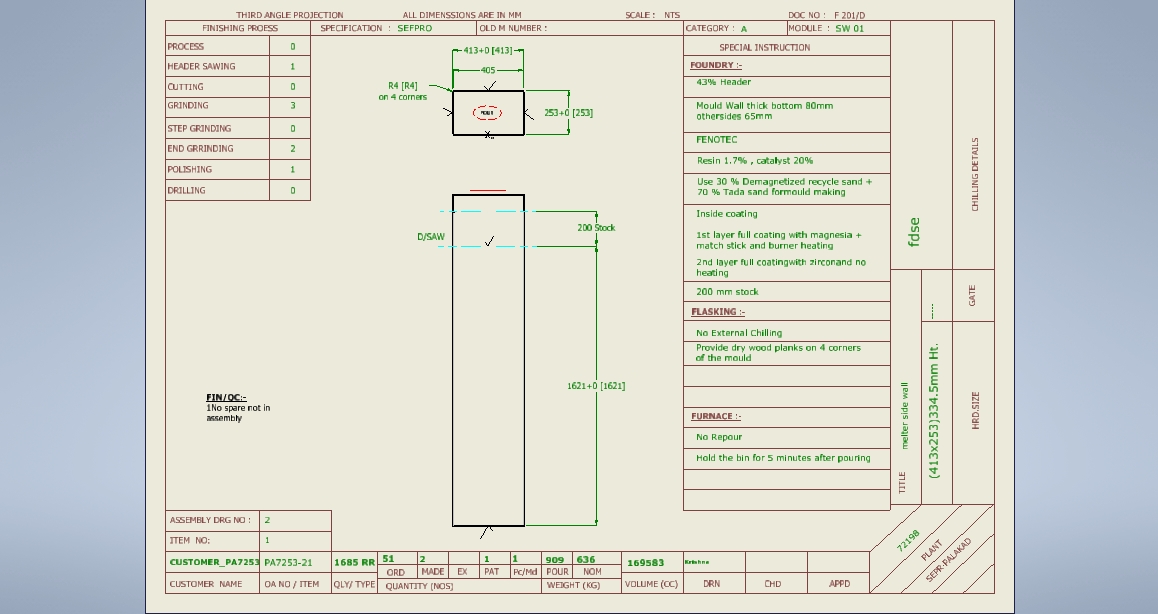 THIRD ANGLE PROJECTION ALL DIMENSSIONS ARE IN MM SCALE : NTS DOC NO : F 201/D
FINISHING PROESS SPECIFICATION : SEFPRO OLD M NUMBER : CATEGORY : A MODULE : SW 01
PROCESS 0
HEADER SAWING 1
CUTTING 0
GRINDING 3
STEP GRINDING 0
END GRRINDING 2
POLISHING 1
DRILLING 0
413+0 [413]
405
R4 [R4]
on 4 corners
POUR
253+0 [253]
D/SAW
200 Stock
1621+0 [1621]
FIN/QC:-
1No spare not in
assembly
SPECIAL INSTRUCTION
FOUNDRY :-
43% Header
Mould Wall thick bottom 80mm
othersides 65mm
FENOTEC
Resin 1.7% , catalyst 20%
Use 30 % Demagnetized recycle sand +
70 % Tada sand formould making
Inside coating
1st layer full coating with magnesia +
match stick and burner heating
2nd layer full coatingwith zirconand no
heating
200 mm stock
FLASKING :-
No External Chilling
Provide dry wood planks on 4 corners
of the mould
FURNACE :-
No Repour
Hold the bin for 5 minutes after pouring
fdse
CHILLING DETAILS
-----
GATE
TITLE melter side wall
(413x253)334.5mm Ht.
HRD.SIZE
ASSEMBLY DRG NO : 2
ITEM NO: 1
CUSTOMER_PA7253 PA7253-21 1685 RR 51 2 1 1 909 636 169583 Krishna
ORD MADE EX PAT Pc/Md POUR NOM
CUSTOMER NAME OA NO / ITEM QLY/ TYPE QUANTITY (NOS) WEIGHT (KG) VOLUME (CC) DRN CHD APPD
72198
PLANT
SEPR-PALAKAD